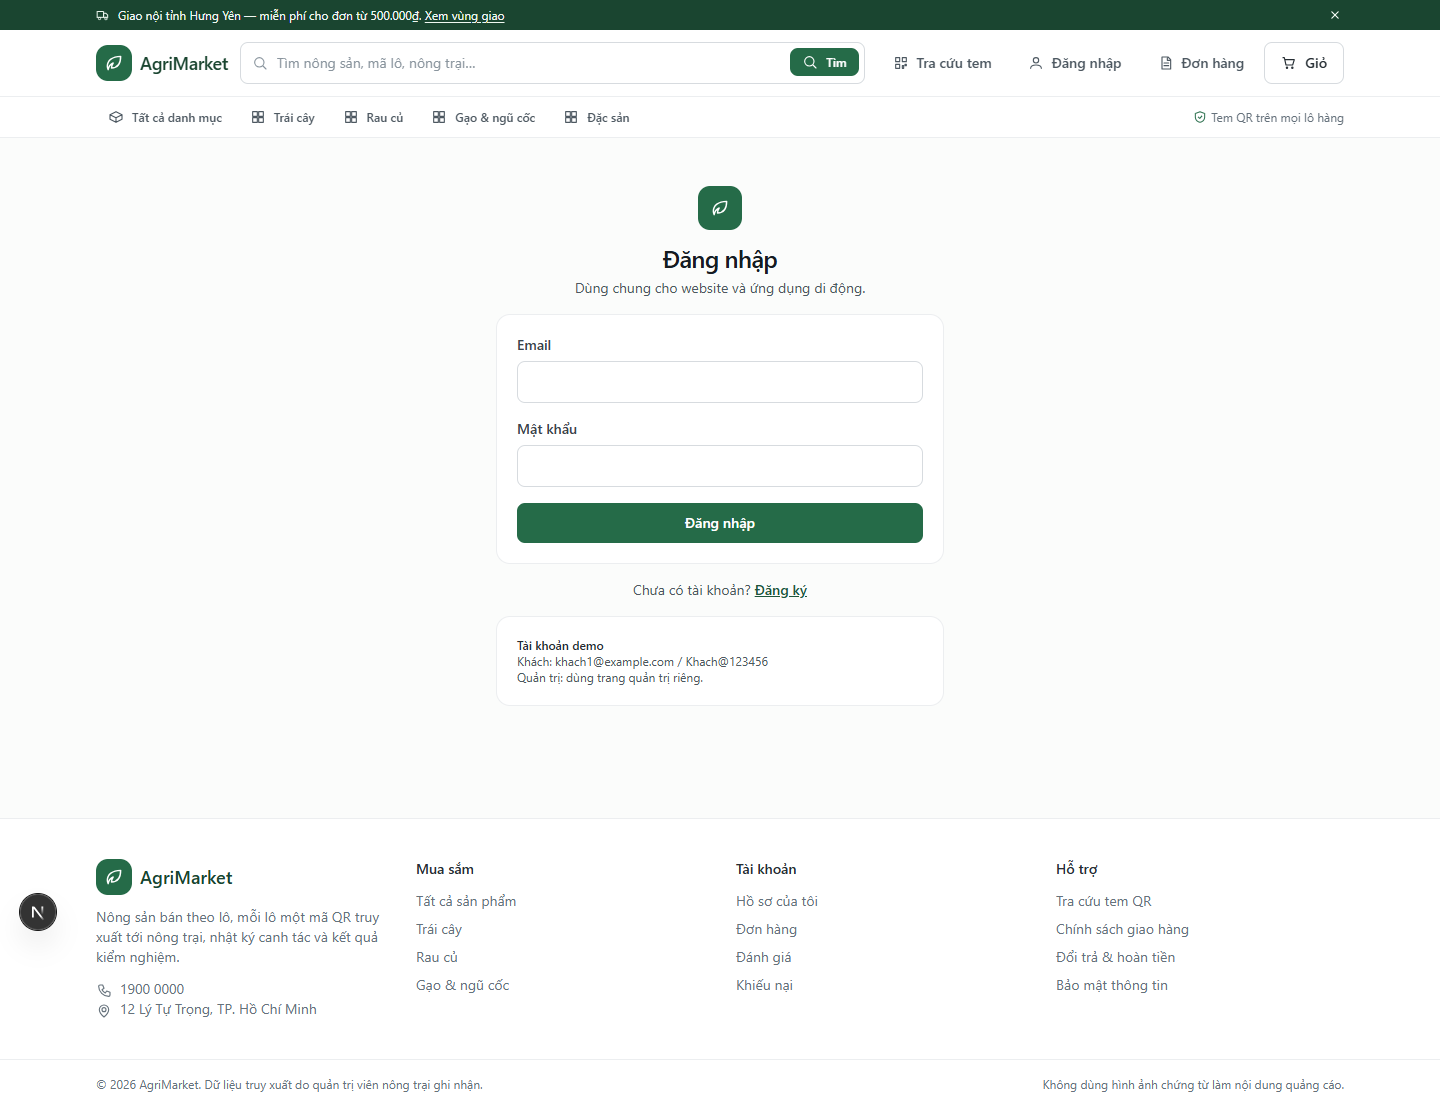 Giao nội tỉnh Hưng Yên — miễn phí cho đơn từ 500.000₫. Xem vùng giao
AgriMarket
Tìm nông sản, mã lô, nông trại...
Tìm
Tra cứu tem
Đăng nhập
Đơn hàng
Giỏ
Tất cả danh mục
Trái cây
Rau củ
Gạo & ngũ cốc
Đặc sản
Tem QR trên mọi lô hàng
Đăng nhập
Dùng chung cho website và ứng dụng di động.
Email
Mật khẩu
Đăng nhập
Chưa có tài khoản? Đăng ký
Tài khoản demo
Khách: khach1@example.com / Khach@123456
Quản trị: dùng trang quản trị riêng.
AgriMarket
Nông sản bán theo lô, mỗi lô một mã QR truy
xuất tới nông trại, nhật ký canh tác và kết quả
kiểm nghiệm.
1900 0000
12 Lý Tự Trọng, TP. Hồ Chí Minh
Mua sắm
Tất cả sản phẩm
Trái cây
Rau củ
Gạo & ngũ cốc
Tài khoản
Hồ sơ của tôi
Đơn hàng
Đánh giá
Khiếu nại
Hỗ trợ
Tra cứu tem QR
Chính sách giao hàng
Đổi trả & hoàn tiền
Bảo mật thông tin
N
© 2026 AgriMarket. Dữ liệu truy xuất do quản trị viên nông trại ghi nhận.
Không dùng hình ảnh chứng từ làm nội dung quảng cáo.